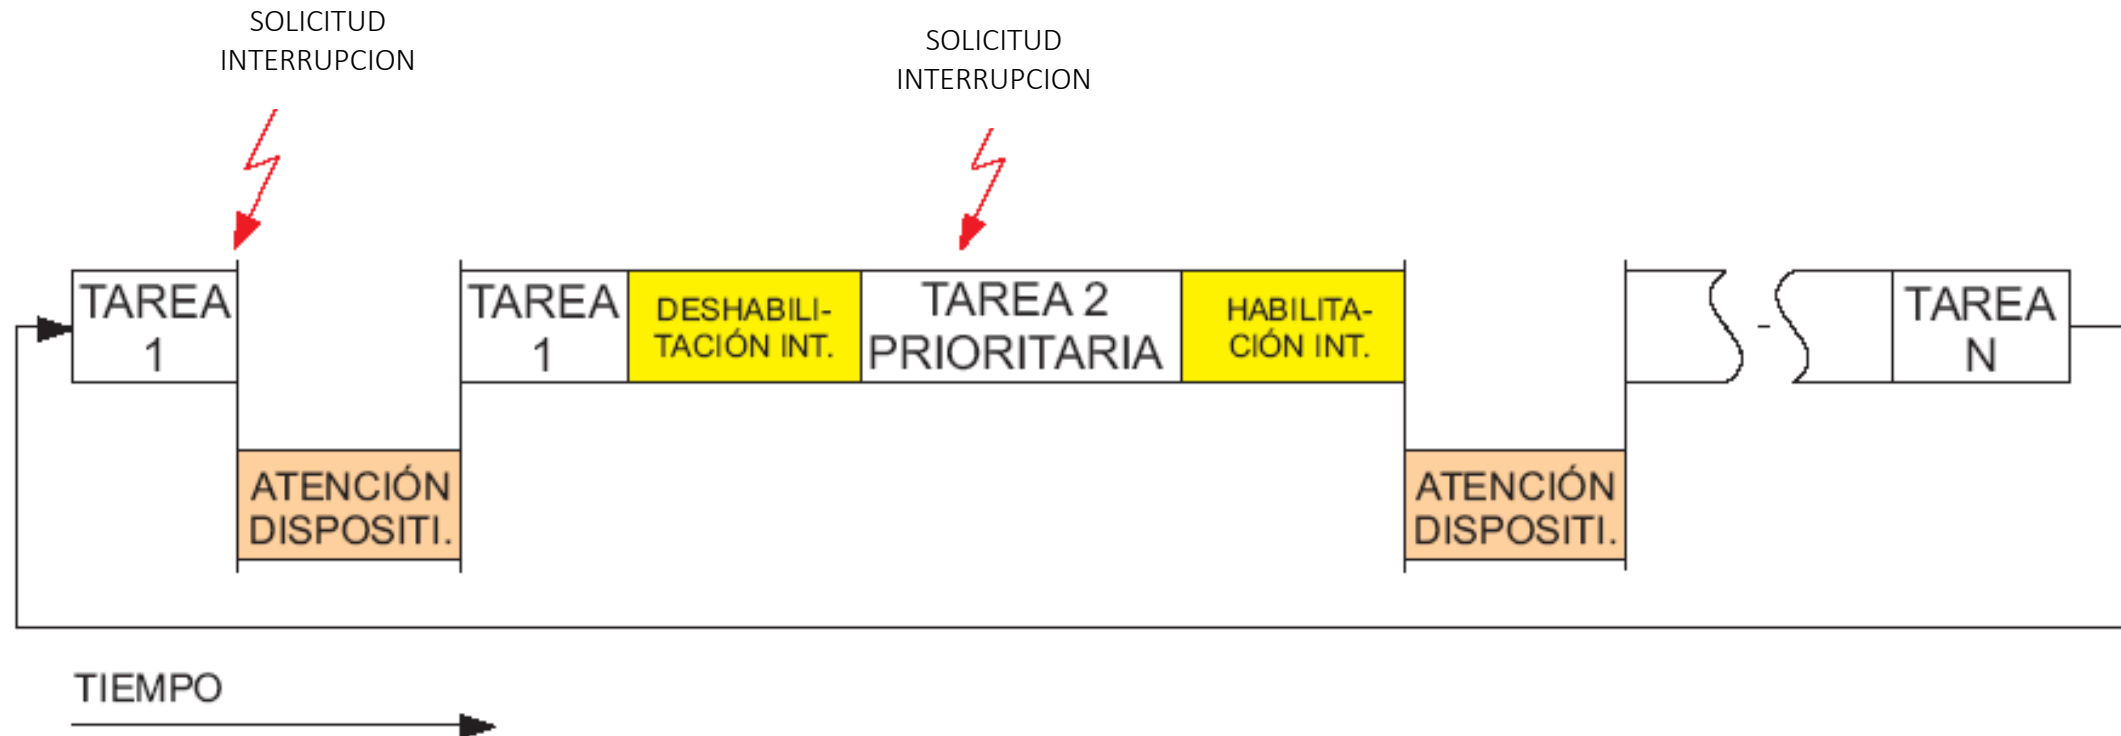 SOLICITUD
INTERRUPCION
SOLICITUD
INTERRUPCION
TAREA
1
TAREA
1
DESHABILI-
TACIÓN INT.
TAREA 2
PRIORITARIA
HABILITA-
CIÓN INT.
-
TAREA
N
ATENCIÓN
DISPOSITI.
ATENCIÓN
DISPOSITI.
TIEMPO